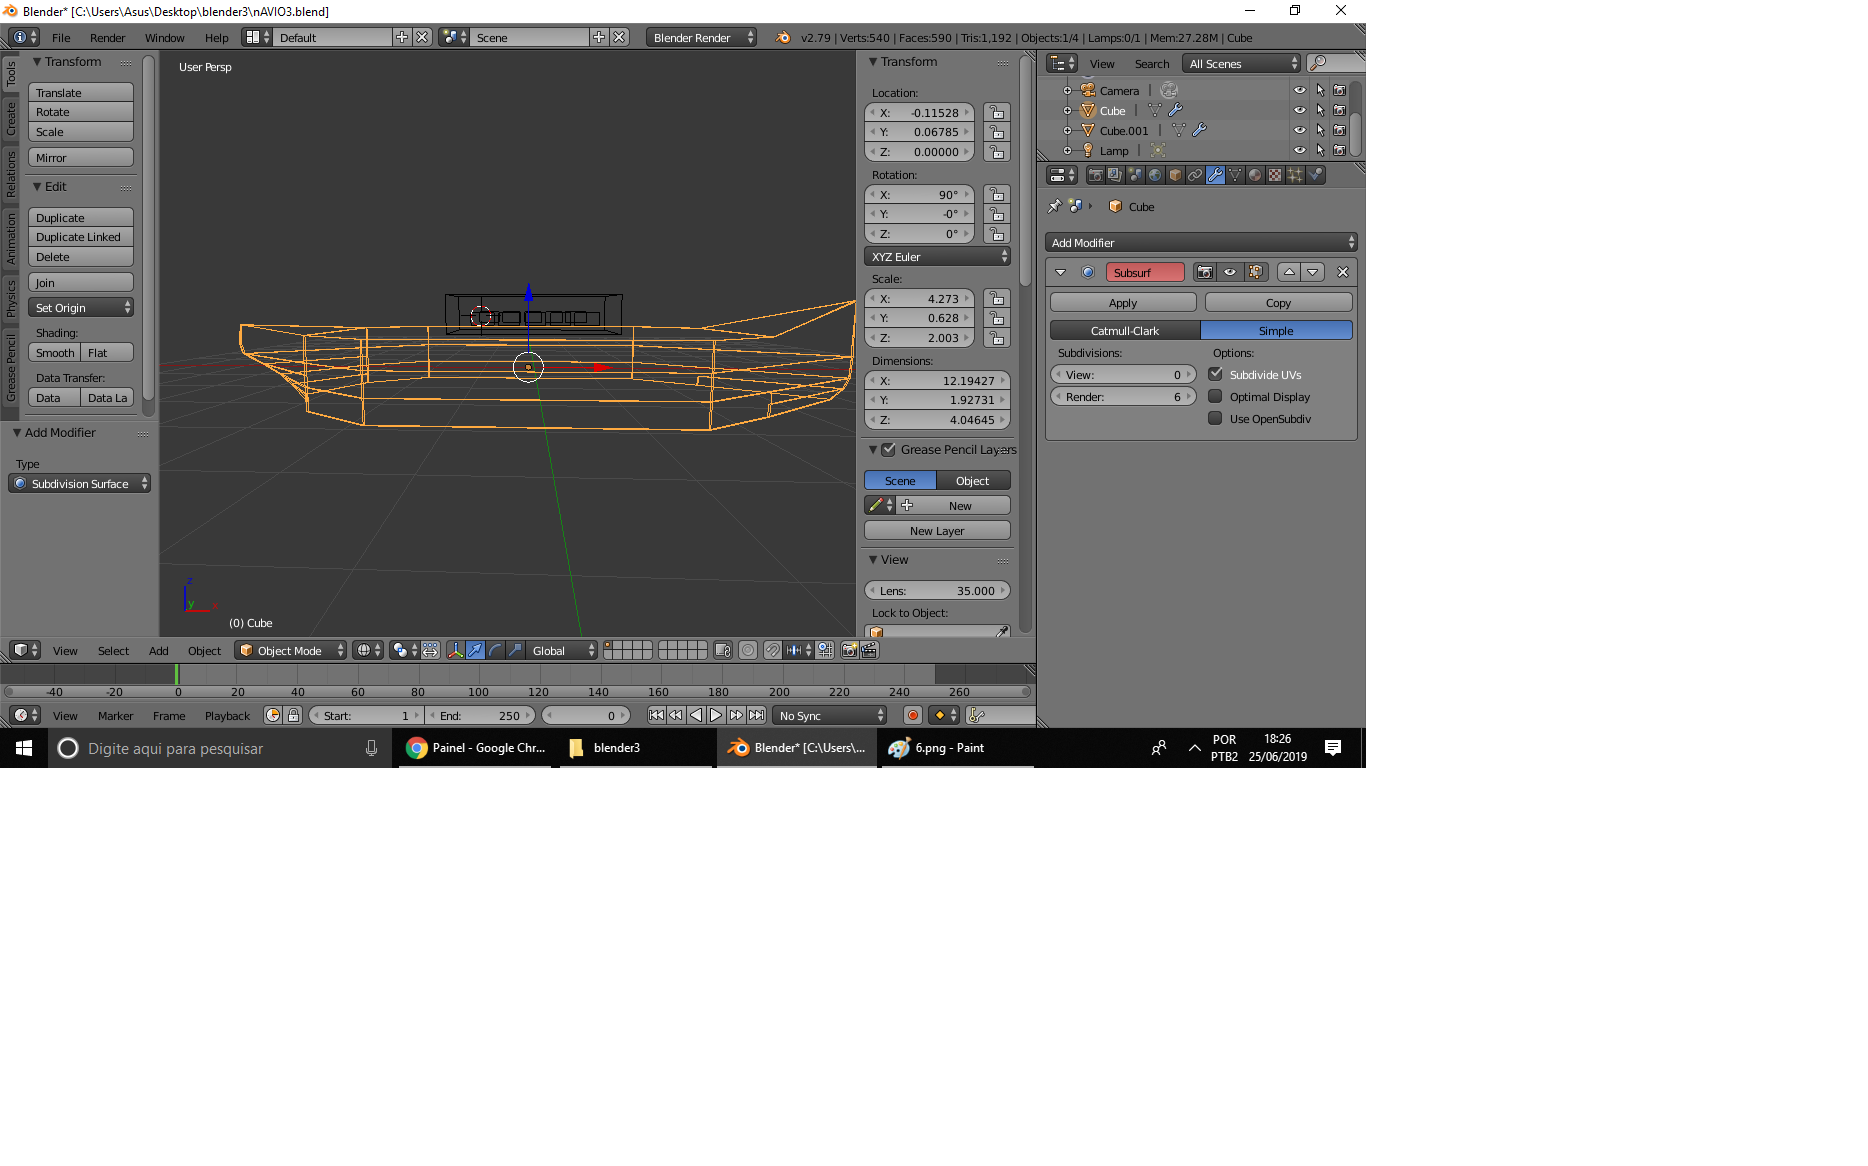 Blender* [C:\Users\Asus\Desktop\blender3\nAVIO3.blend]
File Render Window Help Default Scene Blender Render v2.79 | Verts:540 | Faces:590 | Tris:1,192 | Objects:1/4 | Lamps:0/1 | Mem:27.28M | Cube
Tools
Create
Relations
Animation
Physics
Grease Pencil
Transform
Translate
Rotate
Scale
Mirror
Edit
Duplicate
Duplicate Linked
Delete
Join
Set Origin
Shading:
Smooth Flat
Data Transfer:
Data Data La
Add Modifier
Type
Subdivision Surface
User Persp
z
y
x
(0) Cube
Transform
Location:
X: -0.11528
Y: 0.06785
Z: 0.00000
Rotation:
X: 90°
Y: -0°
Z: 0°
XYZ Euler
Scale:
X: 4.273
Y: 0.628
Z: 2.003
Dimensions:
X: 12.19427
Y: 1.92731
Z: 4.04645
Grease Pencil Layers
Scene Object
New
New Layer
View
Lens: 35.000
Lock to Object:
View Search All Scenes
Camera
Cube
Cube.001
Lamp
Cube
Add Modifier
Subsurf
Apply Copy
Catmull-Clark Simple
Subdivisions: Options:
View: 0 Subdivide UVs
Render: 6 Optimal Display
Use OpenSubdiv
View Select Add Object Object Mode Global
-40 -20 0 20 40 60 80 100 120 140 160 180 200 220 240 260
View Marker Frame Playback Start: 1 End: 250 0 No Sync
Digite aqui para pesquisar Painel - Google Chr... blender3 Blender* [C:\Users\... 6.png - Paint
POR 18:26
PTB2 25/06/2019